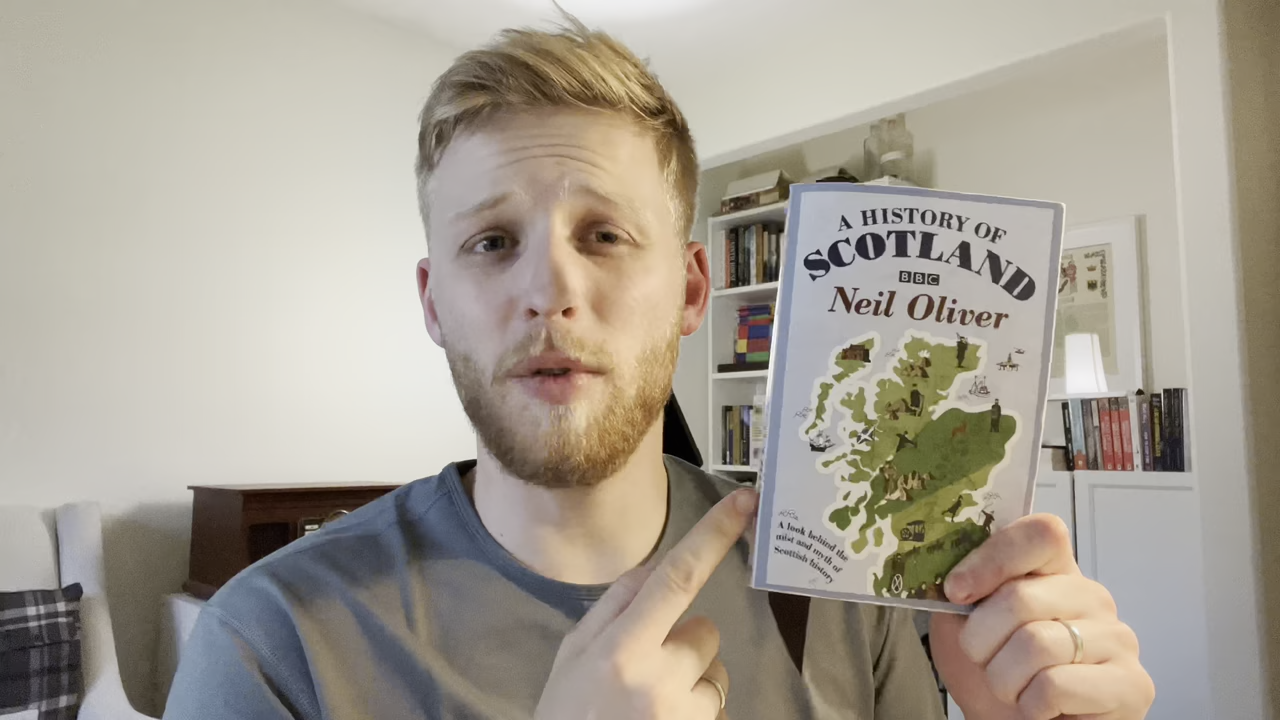 A HISTORY OF
SCOTLAND
BBC
Neil Oliver
A look behind the
mist and myth of
Scottish history